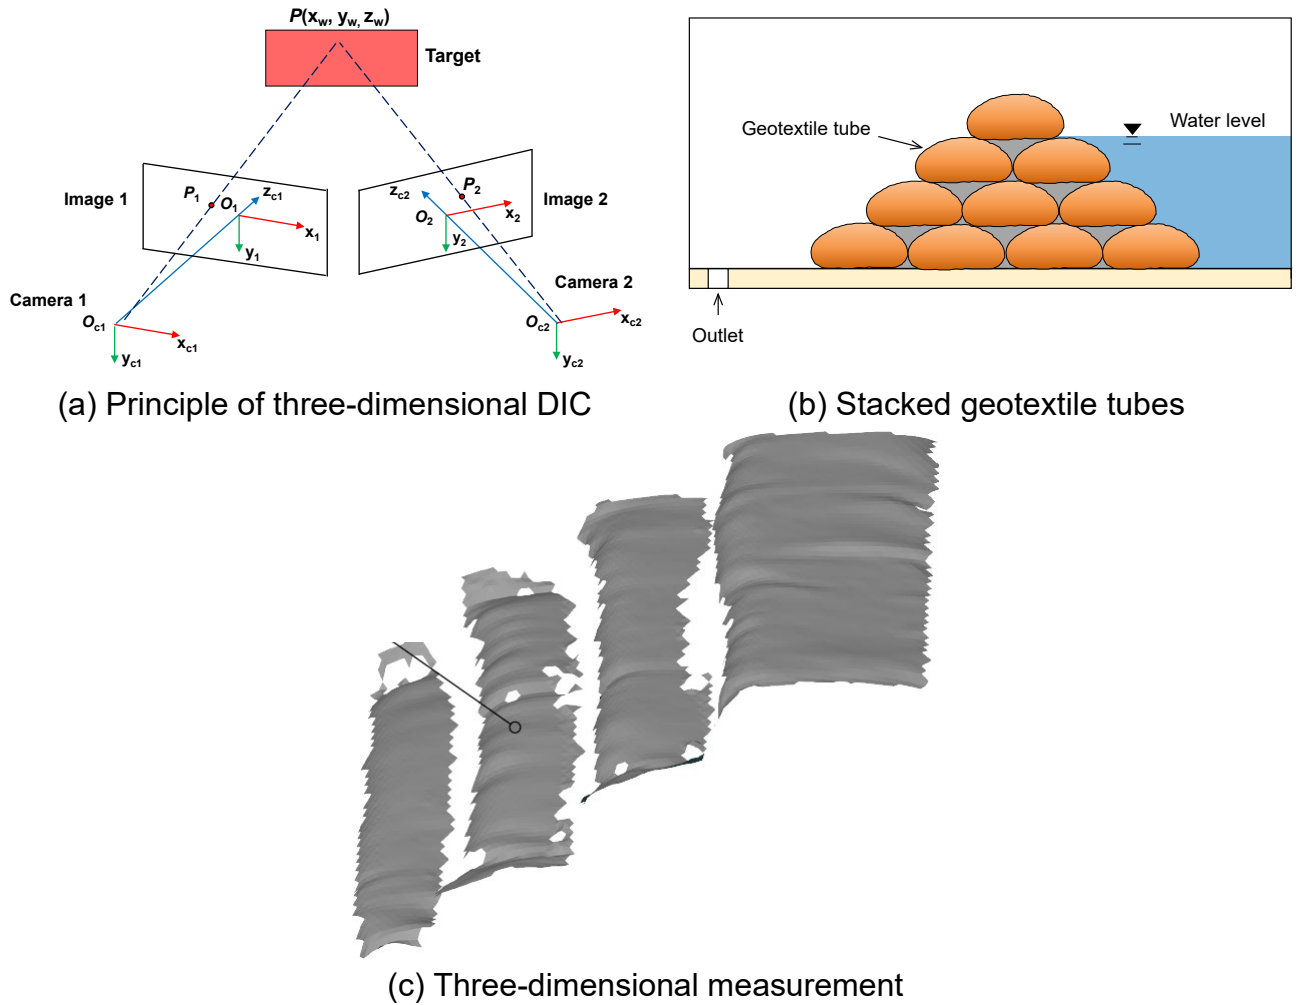 P(xw, yw, zw)
Target
Image 1
P1
O1
zc1
x1
y1
zc2
P2
O2
x2
y2
Image 2
Camera 1
Oc1
xc1
yc1
Camera 2
Oc2
xc2
yc2
(a) Principle of three-dimensional DIC
Geotextile tube
Water level
Outlet
(b) Stacked geotextile tubes
(c) Three-dimensional measurement